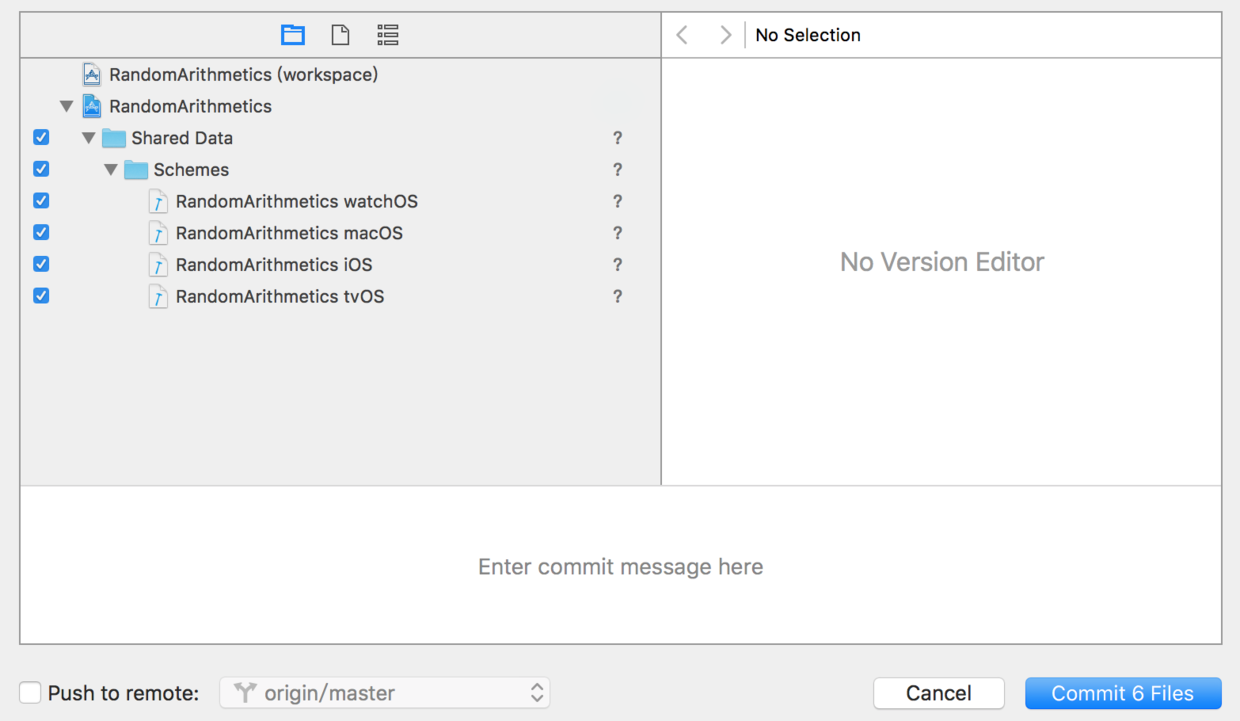 No Selection
RandomArithmetics (workspace)
RandomArithmetics
Shared Data ?
Schemes ?
RandomArithmetics watchOS ?
RandomArithmetics macOS ?
RandomArithmetics iOS ?
RandomArithmetics tvOS ?
No Version Editor
Enter commit message here
Push to remote: origin/master Cancel Commit 6 Files